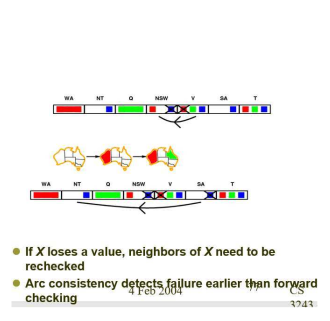 WA NT Q NSW V SA T
WA NT Q NSW V SA T
If X loses a value, neighbors of X need to be
rechecked
Arc consistency detects failure earlier than forward
checking
4 Feb 2004 77 CS
3243